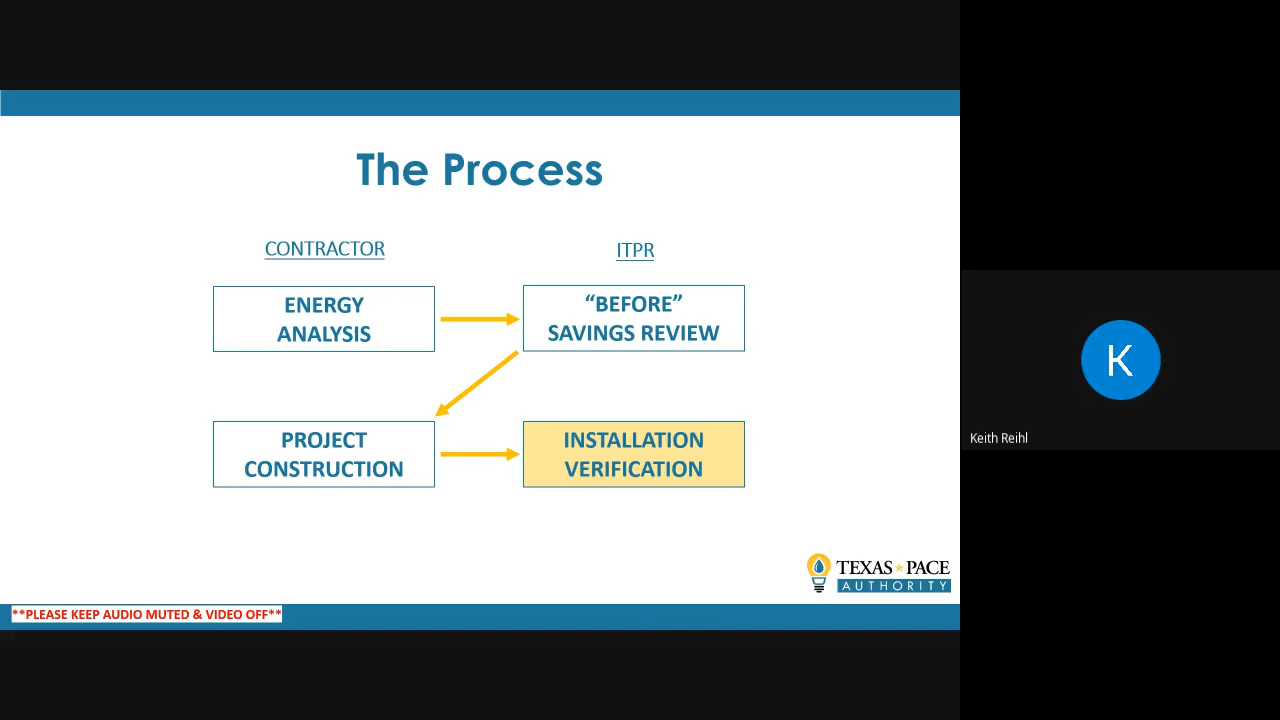 The Process
CONTRACTOR
ITPR
ENERGY
ANALYSIS
“BEFORE”
SAVINGS REVIEW
PROJECT
CONSTRUCTION
INSTALLATION
VERIFICATION
TEXAS★PACE
AUTHORITY
**PLEASE KEEP AUDIO MUTED & VIDEO OFF**
K
Keith Reihl